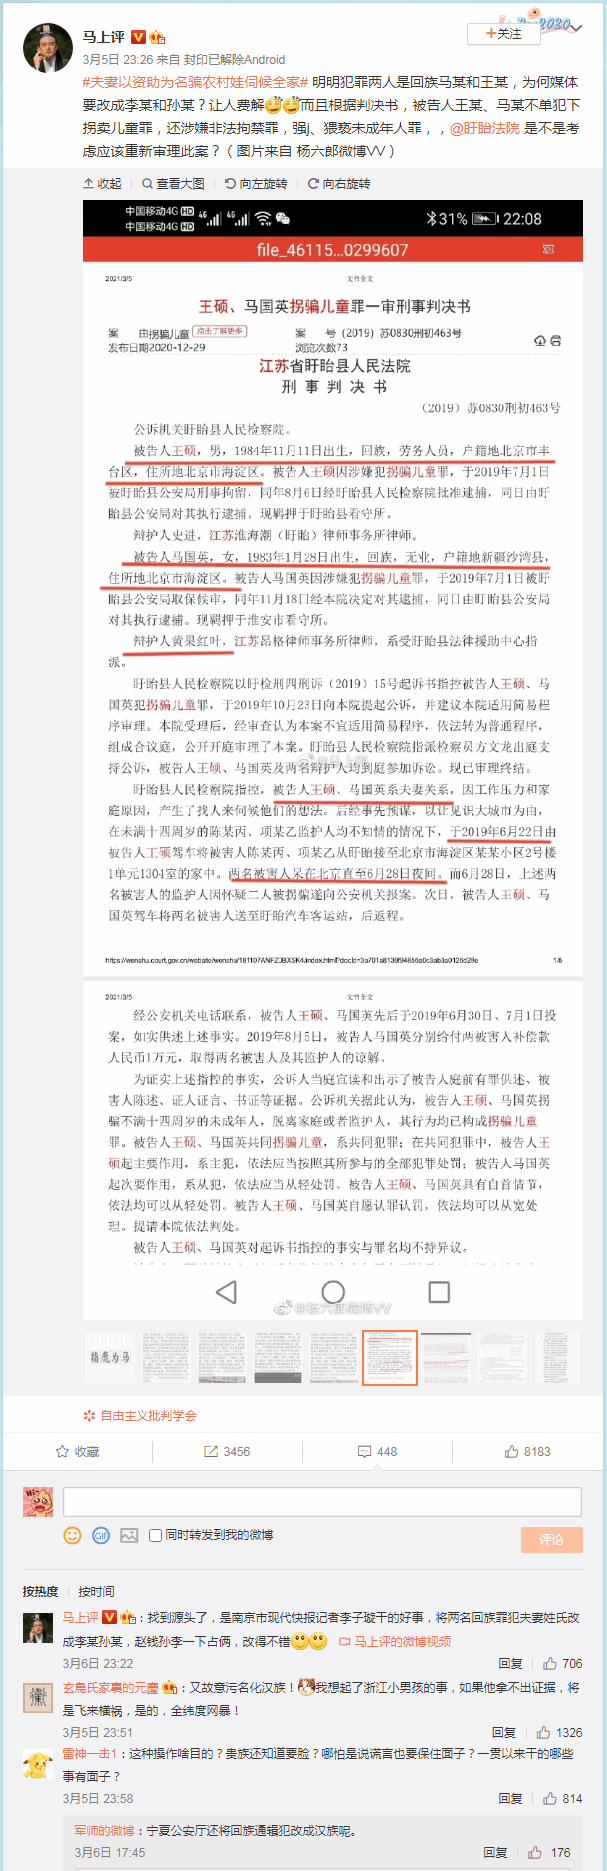 马上评
3月5日 23:26 来自 封印已解除Android
+关注
2020
#夫妻以资助为名骗农村娃伺候全家# 明明犯罪两人是回族马某和王某，为何媒体
要改成李某和孙某？让人费解而且根据判决书，被告人王某、马某不单犯下
拐卖儿童罪，还涉嫌非法拘禁罪，强j、猥亵未成年人罪，，@盱眙法院 是不是考
虑应该重新审理此案？（ 图片来自 杨六郎微博VV ）
收起 查看大图 向左旋转 向右旋转
中国移动4G HD 4G 4G 31% 22:08
中国移动4G HD
file_46115...0299607
2021/3/5 文书全文
王硕、马国英拐骗儿童罪一审刑事判决书
案 由拐骗儿童 点击了解更多 案 号（2019）苏0830刑初463号
发布日期2020-12-29 浏览次数73
江苏省盱眙县人民法院
刑 事 判 决 书
（2019）苏0830刑初463号
公诉机关盱眙县人民检察院。
被告人王硕，男，1984年11月11日出生，回族，劳务人员，户籍地北京市丰
台区，住所地北京市海淀区。被告人王硕因涉嫌犯拐骗儿童罪，于2019年7月1日
被盱眙县公安局刑事拘留，同年8月6日经盱眙县人民检察院批准逮捕，同日由盱
眙县公安局对其执行逮捕。现羁押于盱眙县看守所。
辩护人史进，江苏淮海潮（盱眙）律师事务所律师。
被告人马国英，女，1983年1月28日出生，回族，无业，户籍地新疆沙湾县，
住所地北京市海淀区。被告人马国英因涉嫌犯拐骗儿童罪，于2019年7月1日被盱
眙县公安局取保候审，同年11月18日经本院决定对其逮捕，同日由盱眙县公安局
对其执行逮捕。现羁押于淮安市看守所。
辩护人黄果红叶，江苏昂格律师事务所律师，系受盱眙县法律援助中心指
派。
盱眙县人民检察院以盱检刑四刑诉（2019）15号起诉书指控被告人王硕、马
国英犯拐骗儿童罪，于2019年10月23日向本院提起公诉，并建议本院适用简易程
序审理。本院受理后，经审查认为本案不宜适用简易程序，依法转为普通程序，
组成合议庭，公开开庭审理了本案。盱眙县人民检察院指派检察员方文龙出庭支
持公诉，被告人王硕、马国英及两名辩护人均到庭参加诉讼。现已审理终结。
盱眙县人民检察院指控，被告人王硕、马国英系夫妻关系，因工作压力和家
庭原因，产生了找人来伺候他们的想法。后经事先预谋，以让见识大城市为由，
在未满十四周岁的陈某丙、项某乙监护人均不知情的情况下，于2019年6月22日由
被告人王硕驾车将被害人陈某丙、项某乙从盱眙接至北京市海淀区某某小区2号楼
1单元1304室的家中。两名被害人呆在北京直至6月28日夜间。而6月28日，上述两
名被害人的监护人因怀疑二人被拐骗遂向公安机关报案。次日，被告人王硕、马
国英驾车将两名被害人送至盱眙汽车客运站，后返程。
1/6
2021/3/5 文书全文
经公安机关电话联系，被告人王硕、马国英先后于2019年6月30日、7月1日投
案，如实供述上述事实。2019年8月5日，被告人马国英分别给付两被害人补偿款
人民币1万元，取得两名被害人及其监护人的谅解。
为证实上述指控的事实，公诉人当庭宣读和出示了被告人庭前有罪供述、被
害人陈述、证人证言、书证等证据。公诉机关据此认为，被告人王硕、马国英拐
骗不满十四周岁的未成年人，脱离家庭或者监护人，其行为均已构成拐骗儿童
罪。被告人王硕、马国英共同拐骗儿童，系共同犯罪；在共同犯罪中，被告人王
硕起主要作用，系主犯，依法应当按照其所参与的全部犯罪处罚；被告人马国英
起次要作用，系从犯，依法应当从轻处罚。被告人王硕、马国英具有自首情节，
依法均可以从轻处罚。被告人王硕、马国英自愿认罪认罚，依法均可以从宽处
理。提请本院依法判处。
被告人王硕、马国英对起诉书指控的事实与罪名均不持异议。
@杨六郎微博VV
指鹿为马
自由主义批判学会
收藏 3456 448 8183
同时转发到我的微博 评论
按热度 按时间
马上评：找到源头了，是南京市现代快报记者李子璇干的好事，将两名回族罪犯夫妻姓氏改
成李某孙某，赵钱孙李一下占俩，改得不错 马上评的微博视频
3月6日 23:22 回复 706
玄鳥氏家裏的元慶：又故意污名化汉族！我想起了浙江小男孩的事，如果他拿不出证据，将
是飞来横祸，是的，全纬度网暴！
3月5日 23:51 回复 1326
雷神一击1：这种操作啥目的？贵族还知道要脸？哪怕是说谎言也要保住面子？一贯以来干的哪些
事有面子？
3月5日 23:58 回复 814
军师的微博：宁夏公安厅还将回族通辑犯改成汉族呢。
3月6日 17:45 回复 176